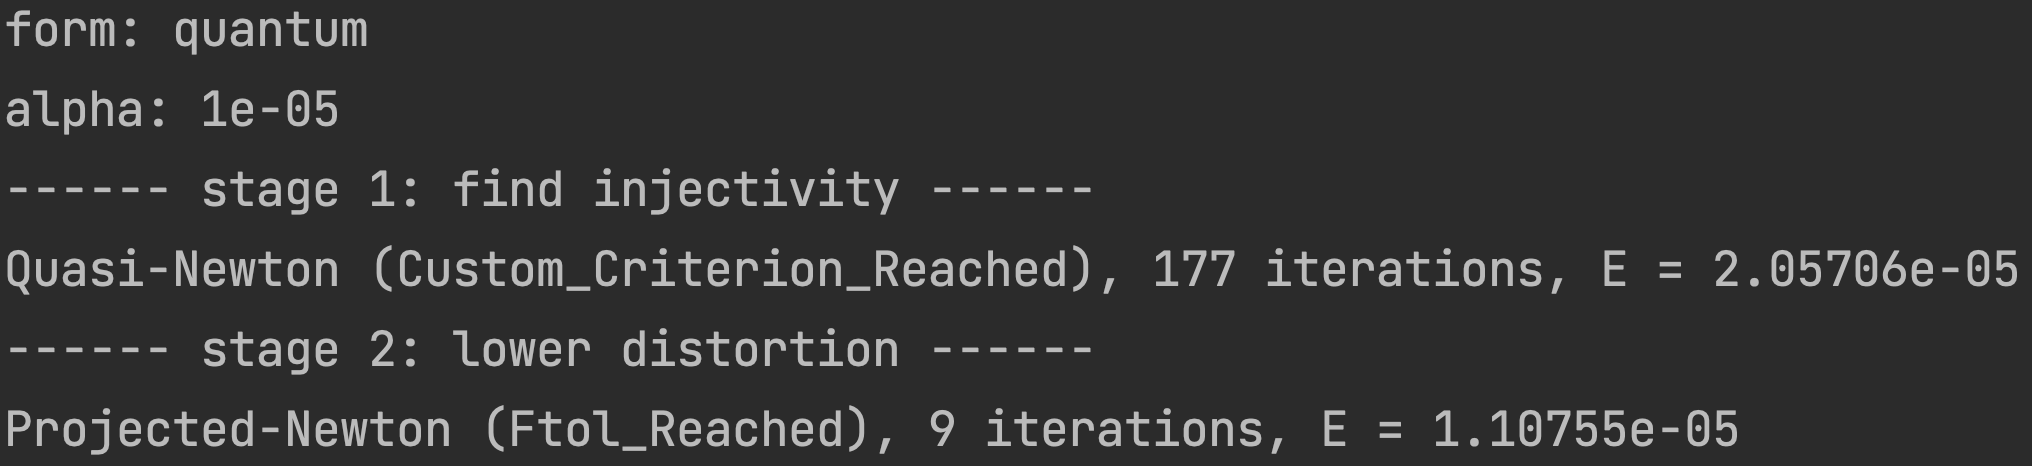 form: quantum
alpha: 1e-05
------ stage 1: find injectivity ------
Quasi-Newton (Custom_Criterion_Reached), 177 iterations, E = 2.05706e-05
------ stage 2: lower distortion ------
Projected-Newton (Ftol_Reached), 9 iterations, E = 1.10755e-05